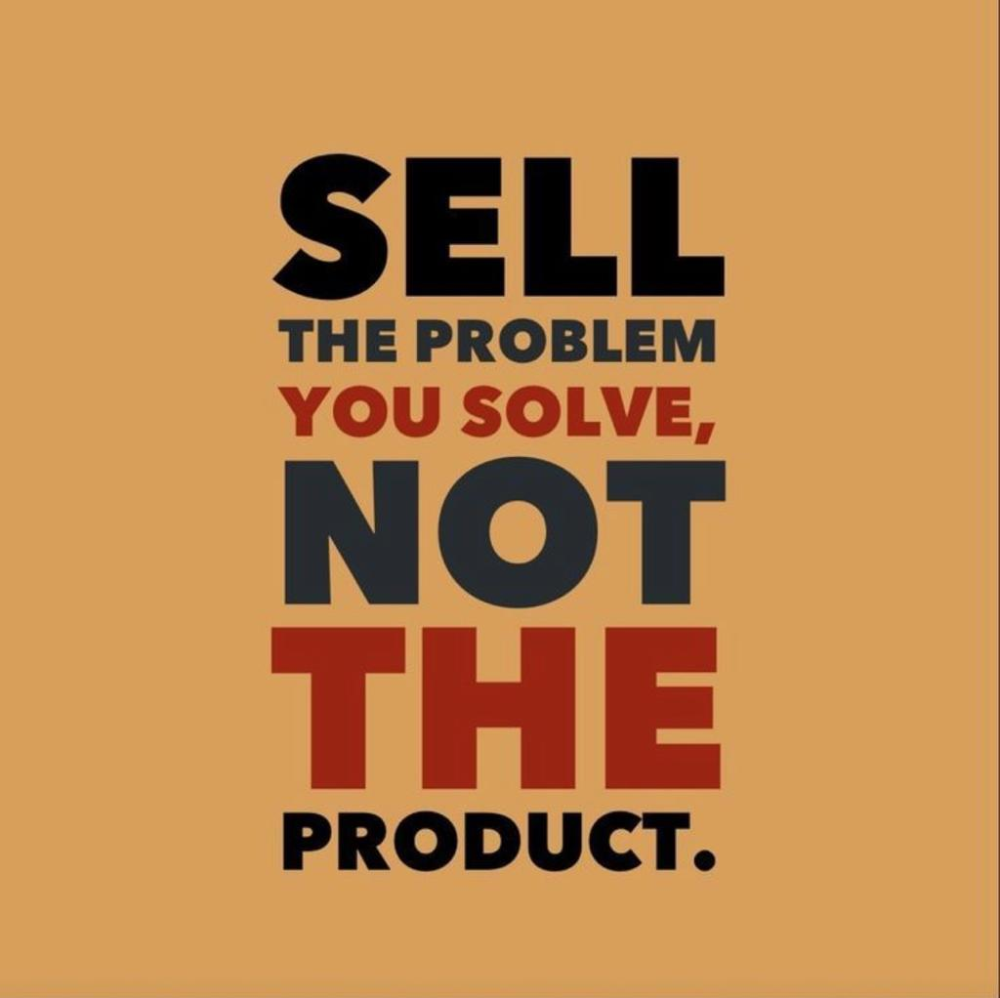 SELL
THE PROBLEM
YOU SOLVE,
NOT
THE
PRODUCT.